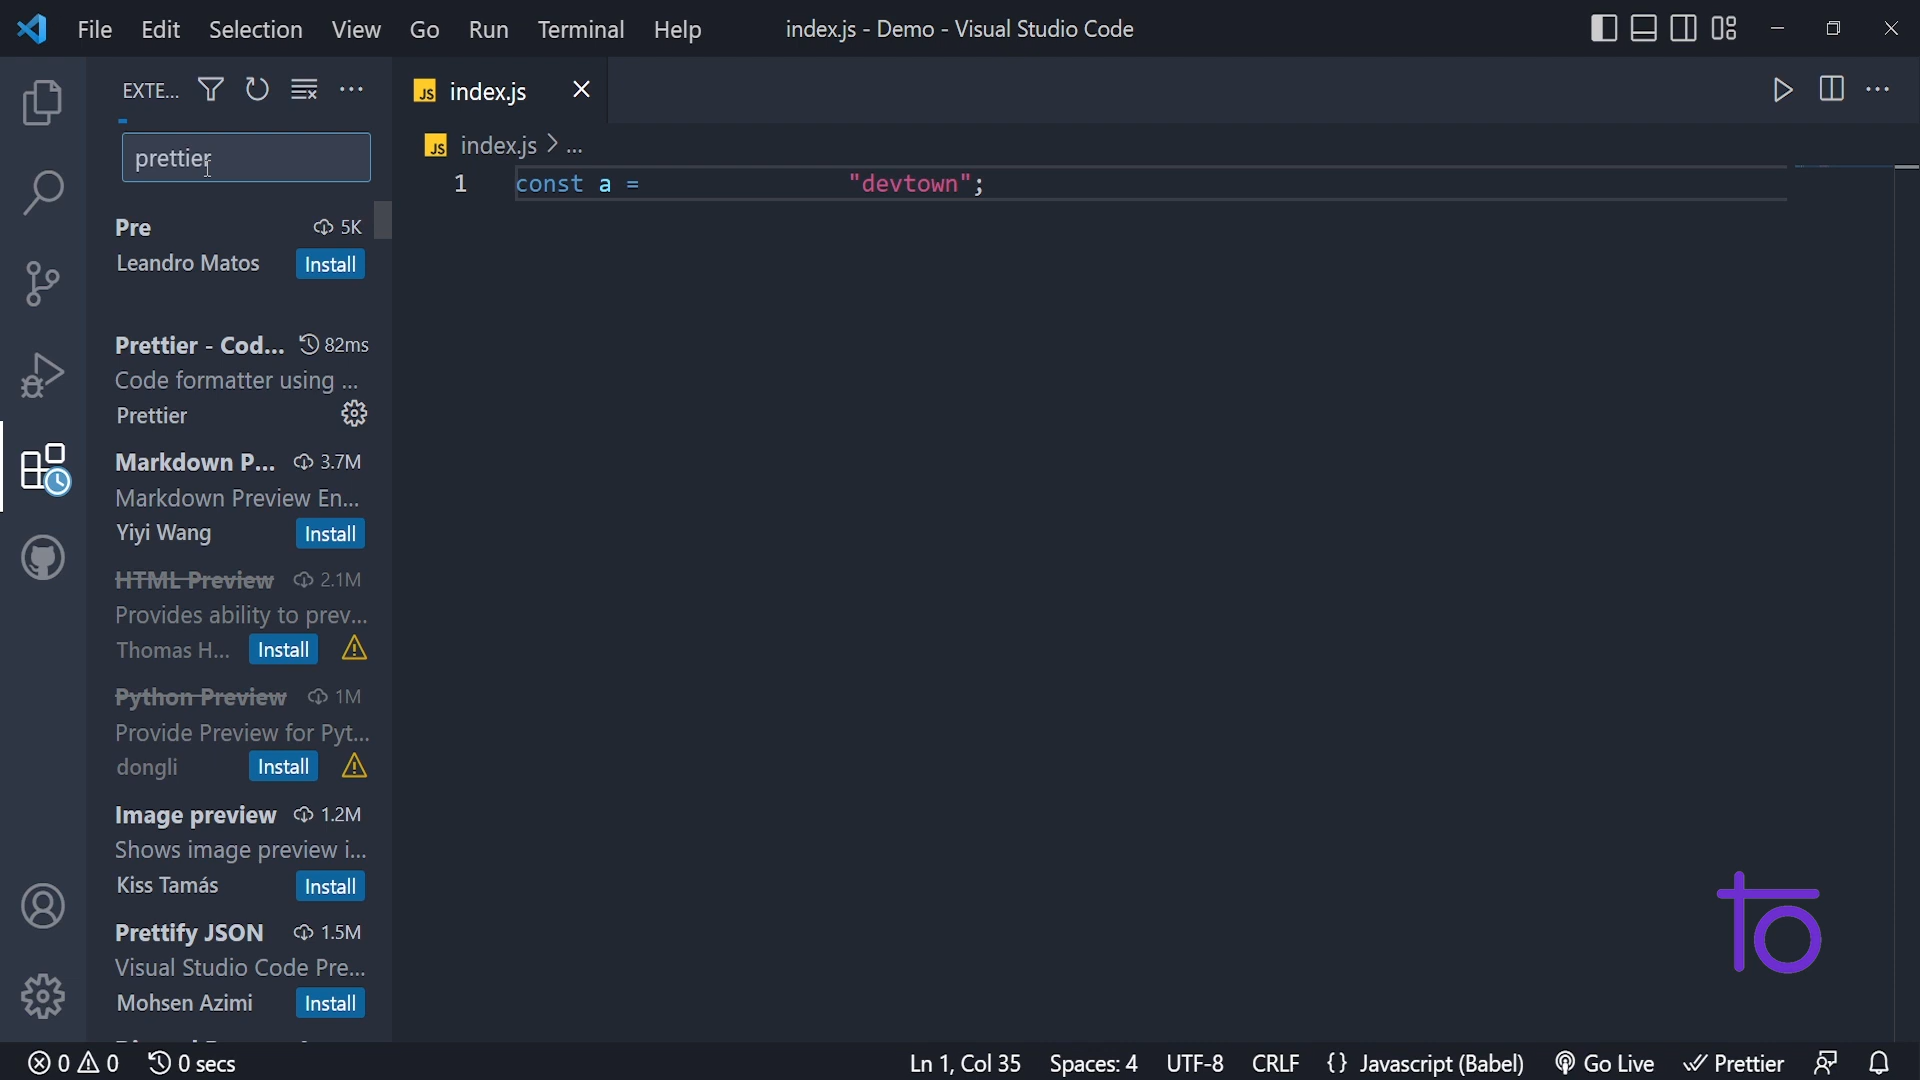 File Edit Selection View Go Run Terminal Help index.js - Demo - Visual Studio Code
EXTE... 
index.js
prettier
JS index.js > ...
1 const a = "devtown";
Pre 5K
Leandro Matos Install
Prettier - Cod... 82ms
Code formatter using ...
Prettier
Markdown P... 3.7M
Markdown Preview En...
Yiyi Wang Install
HTML Preview 2.1M
Provides ability to prev...
Thomas H... Install
Python Preview 1M
Provide Preview for Pyt...
dongli Install
Image preview 1.2M
Shows image preview i...
Kiss Tamás Install
Prettify JSON 1.5M
Visual Studio Code Pre...
Mohsen Azimi Install
0 0 0 secs Ln 1, Col 35 Spaces: 4 UTF-8 CRLF {} Javascript (Babel) Go Live Prettier